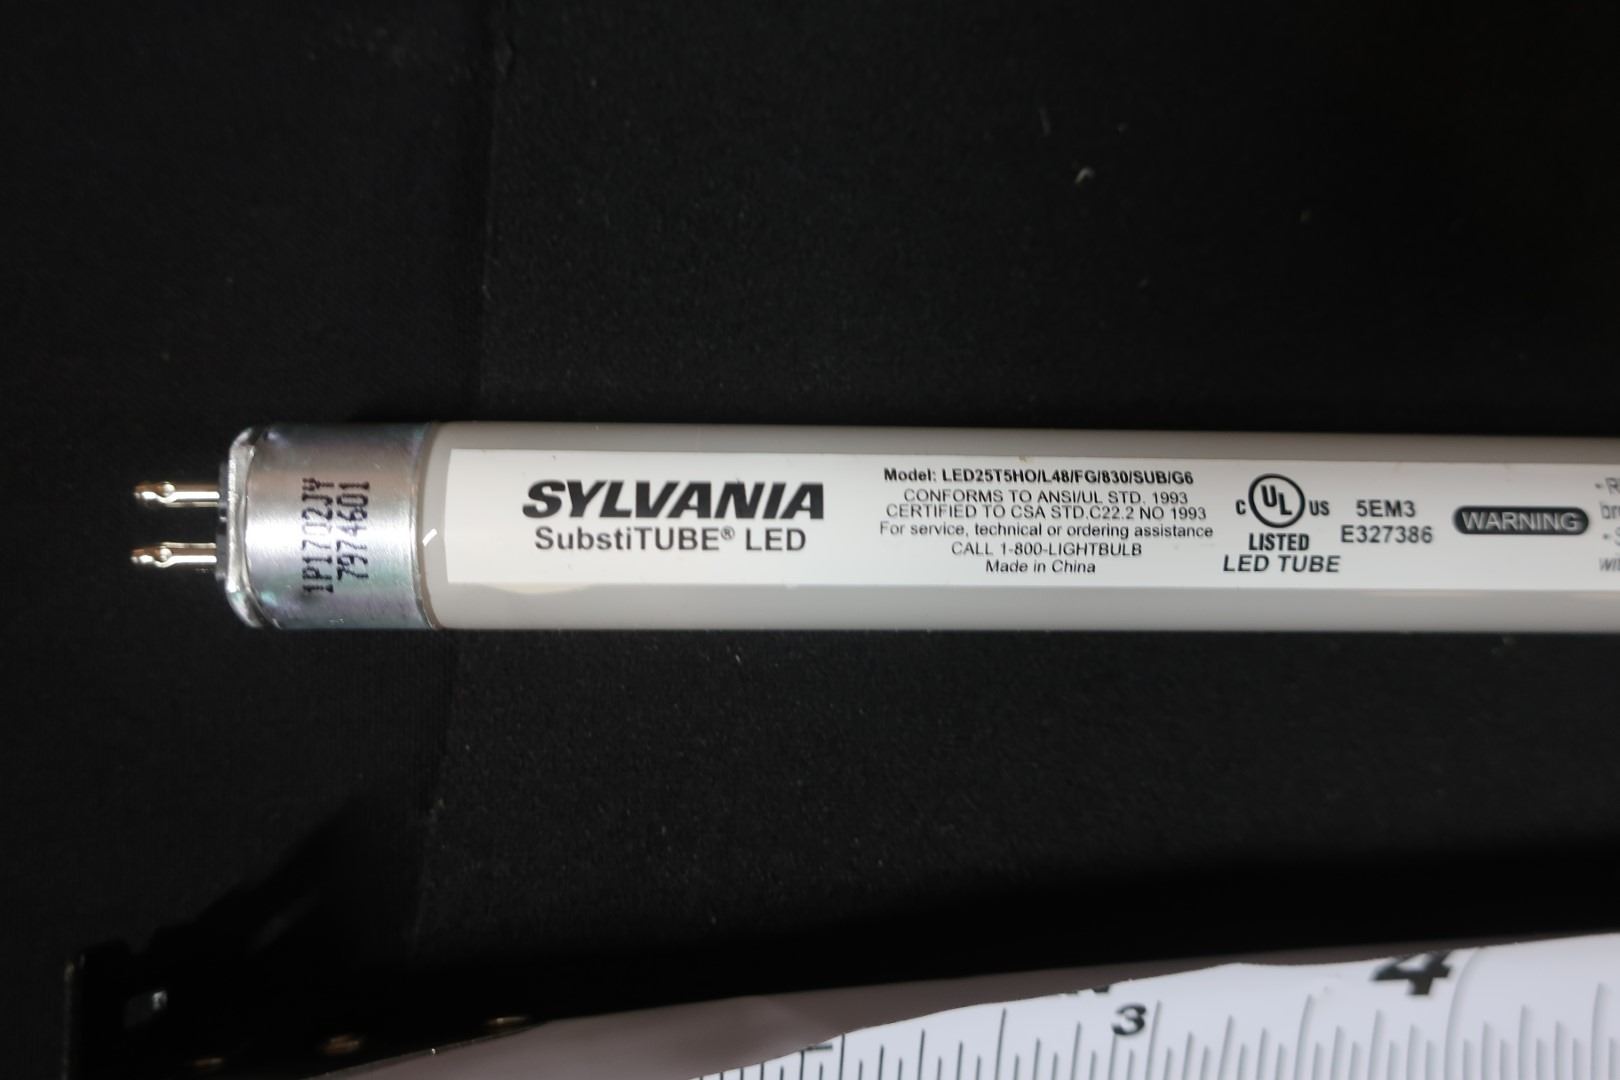 1P1702JY
7974601
SYLVANIA
SubstiTUBE® LED
Model: LED25T5HO/L48/FG/830/SUB/G6
CONFORMS TO ANSI/UL STD. 1993
CERTIFIED TO CSA STD.C22.2 NO 1993
For service, technical or ordering assistance
CALL 1-800-LIGHTBULB
Made in China
C UL US
LISTED
LED TUBE
5EM3
E327386
WARNING
3
4